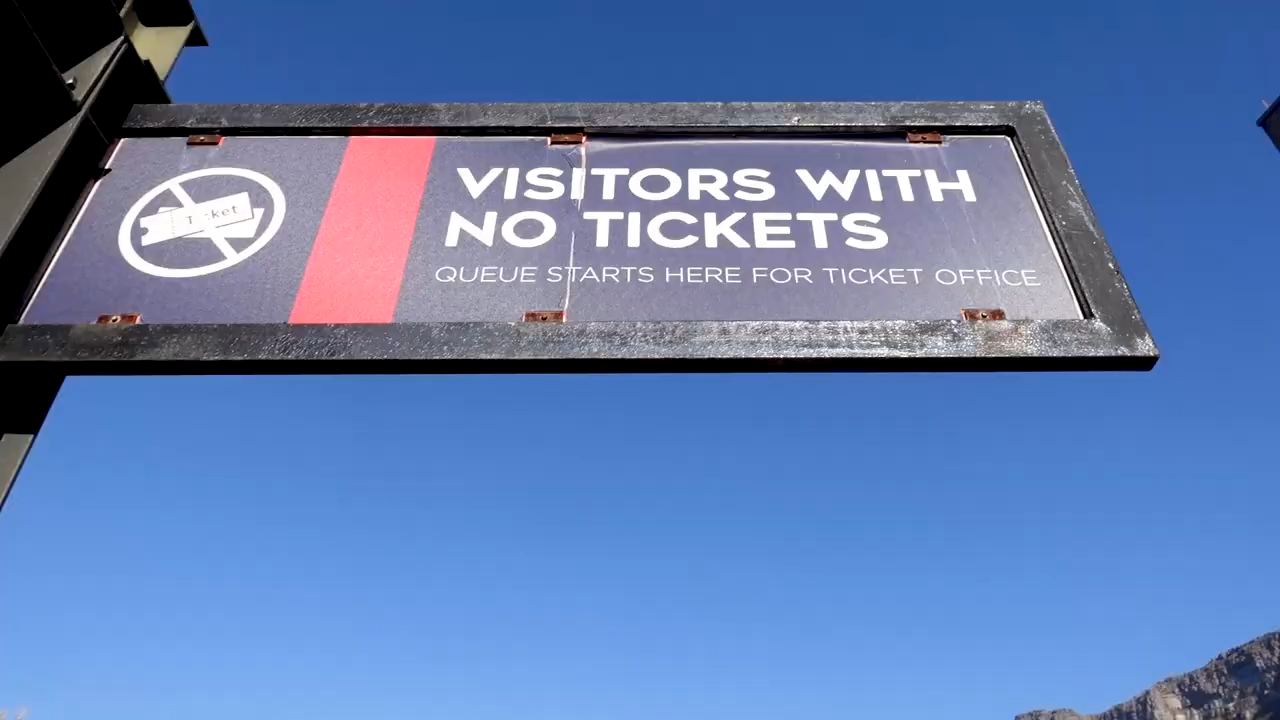 Ticket
VISITORS WITH
NO TICKETS
QUEUE STARTS HERE FOR TICKET OFFICE